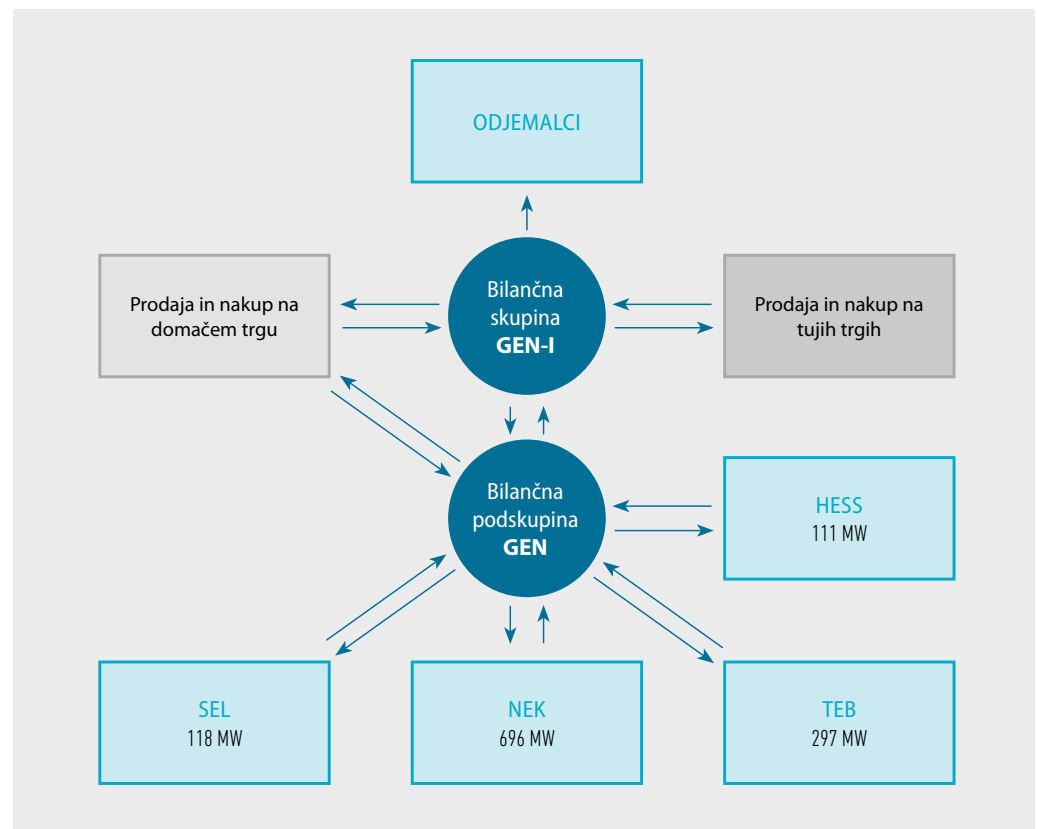 ODJEMALCI
Prodaja in nakup na
domačem trgu
Bilančna
skupina
GEN-I
Prodaja in nakup na
tujih trgih
Bilančna
podskupina
GEN
HESS
111 MW
SEL
118 MW
NEK
696 MW
TEB
297 MW